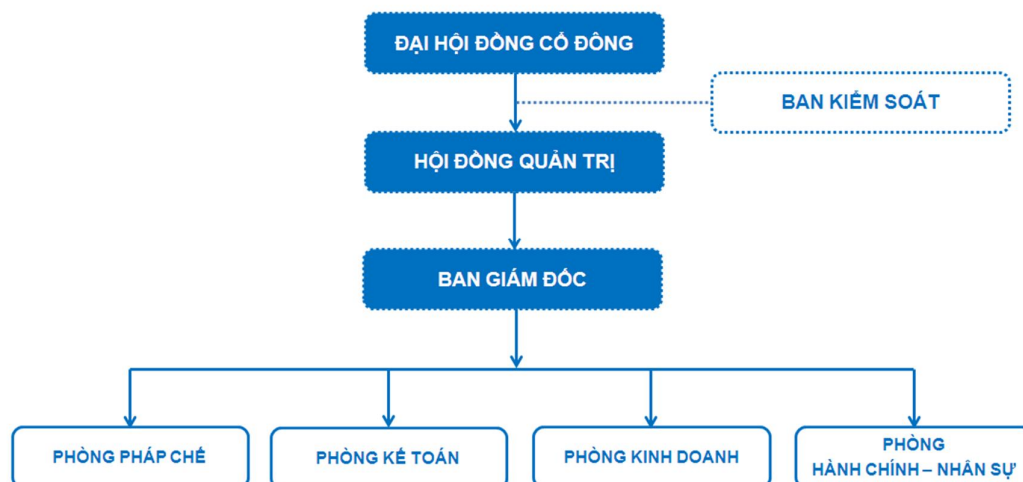 ĐẠI HỘI ĐỒNG CỔ ĐÔNG
BAN KIỂM SOÁT
HỘI ĐỒNG QUẢN TRỊ
BAN GIÁM ĐỐC
PHÒNG PHÁP CHẾ
PHÒNG KẾ TOÁN
PHÒNG KINH DOANH
PHÒNG
HÀNH CHÍNH – NHÂN SỰ